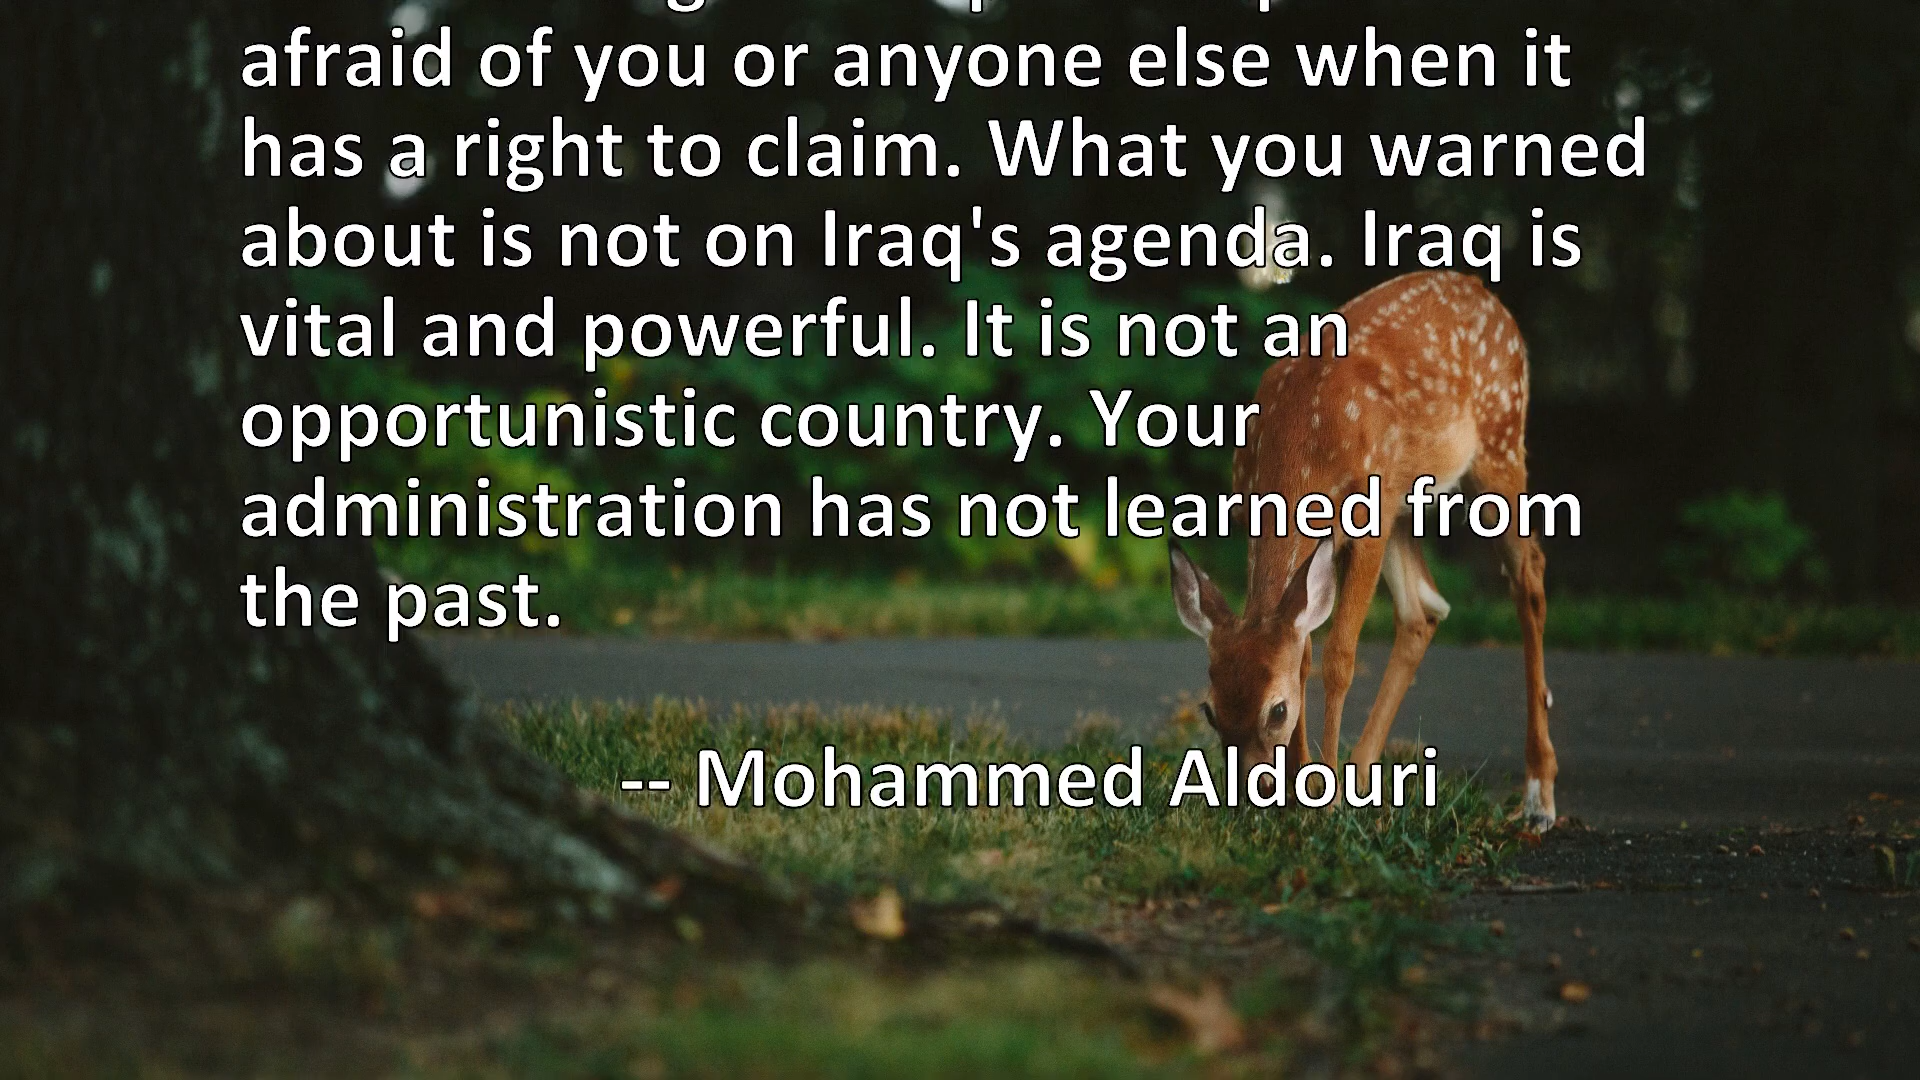 afraid of you or anyone else when it
has a right to claim. What you warned
about is not on Iraq's agenda. Iraq is
vital and powerful. It is not an
opportunistic country. Your
administration has not learned from
the past.
-- Mohammed Aldouri